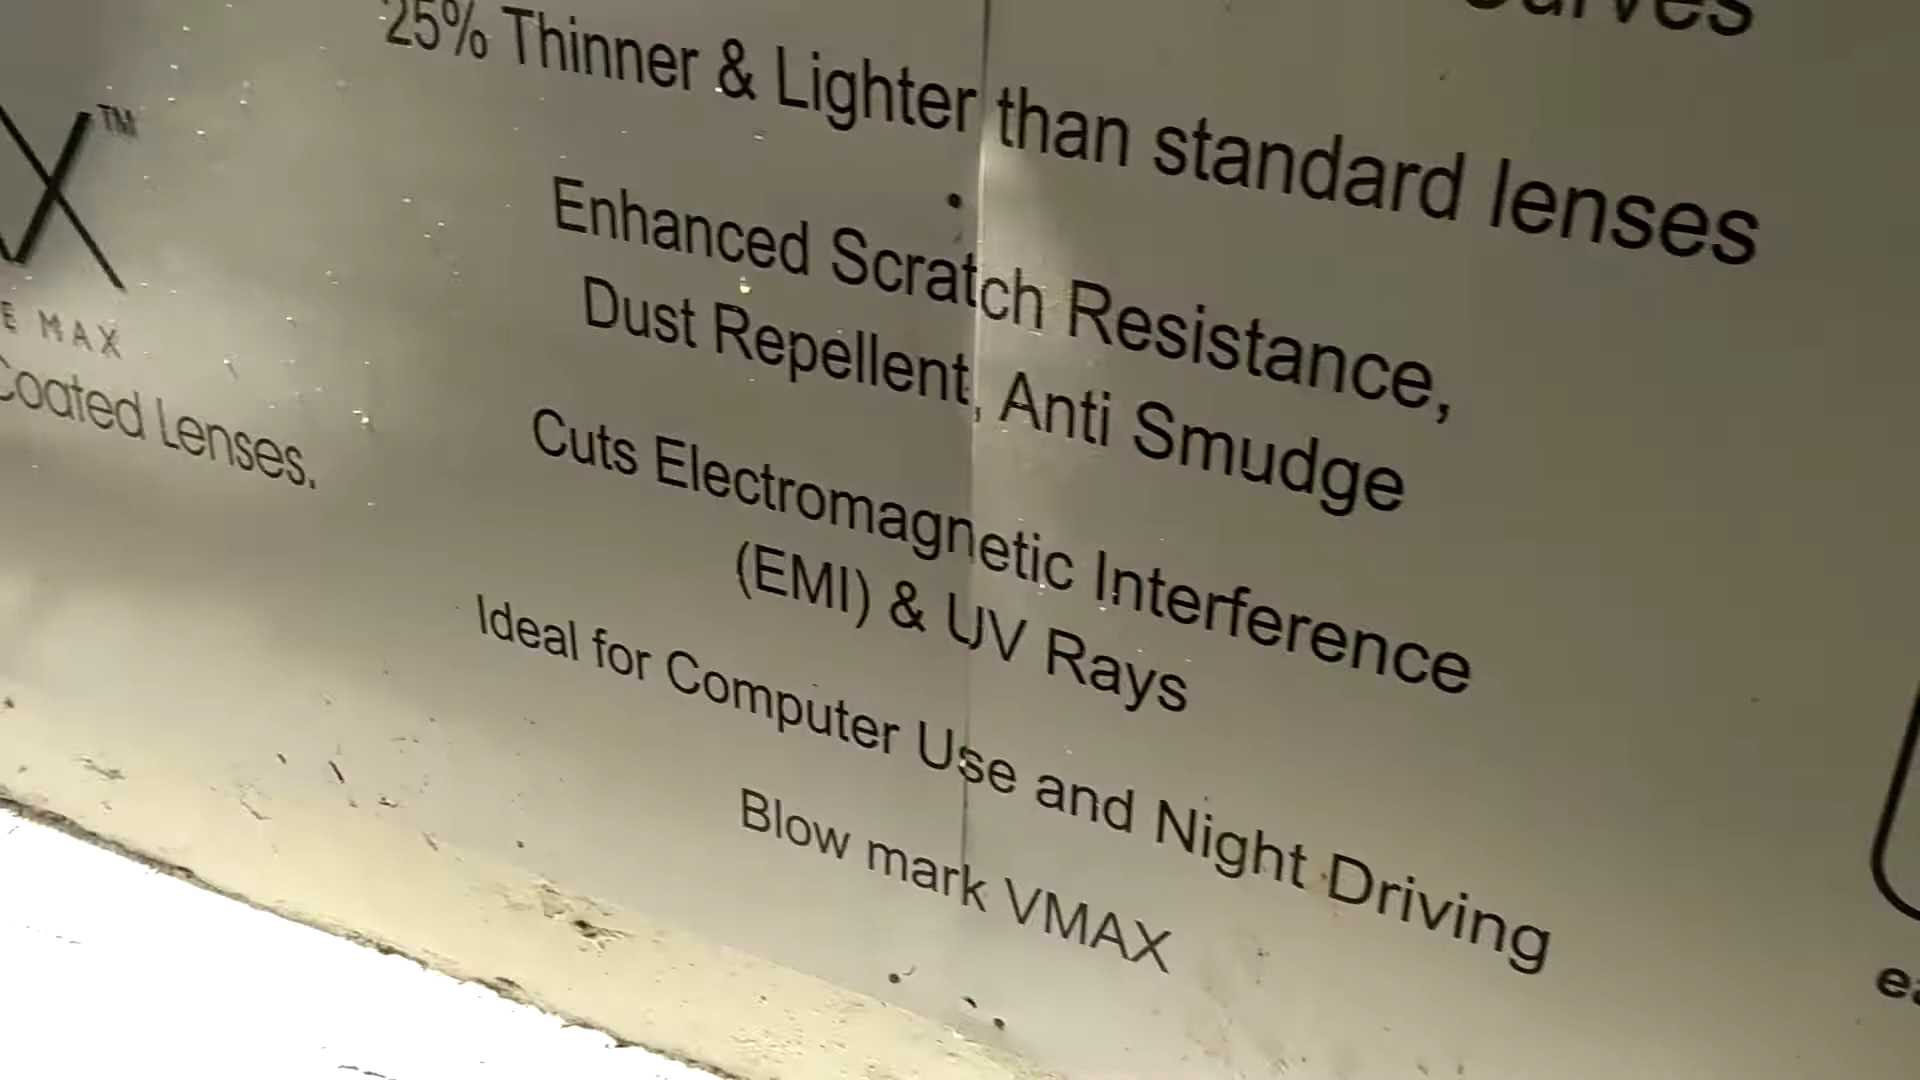 25% Thinner & Lighter than standard lenses
Enhanced Scratch Resistance,
Dust Repellent, Anti Smudge
Cuts Electromagnetic Interference
(EMI) & UV Rays
Ideal for Computer Use and Night Driving
Blow mark VMAX
X™
E MAX
Coated Lenses.